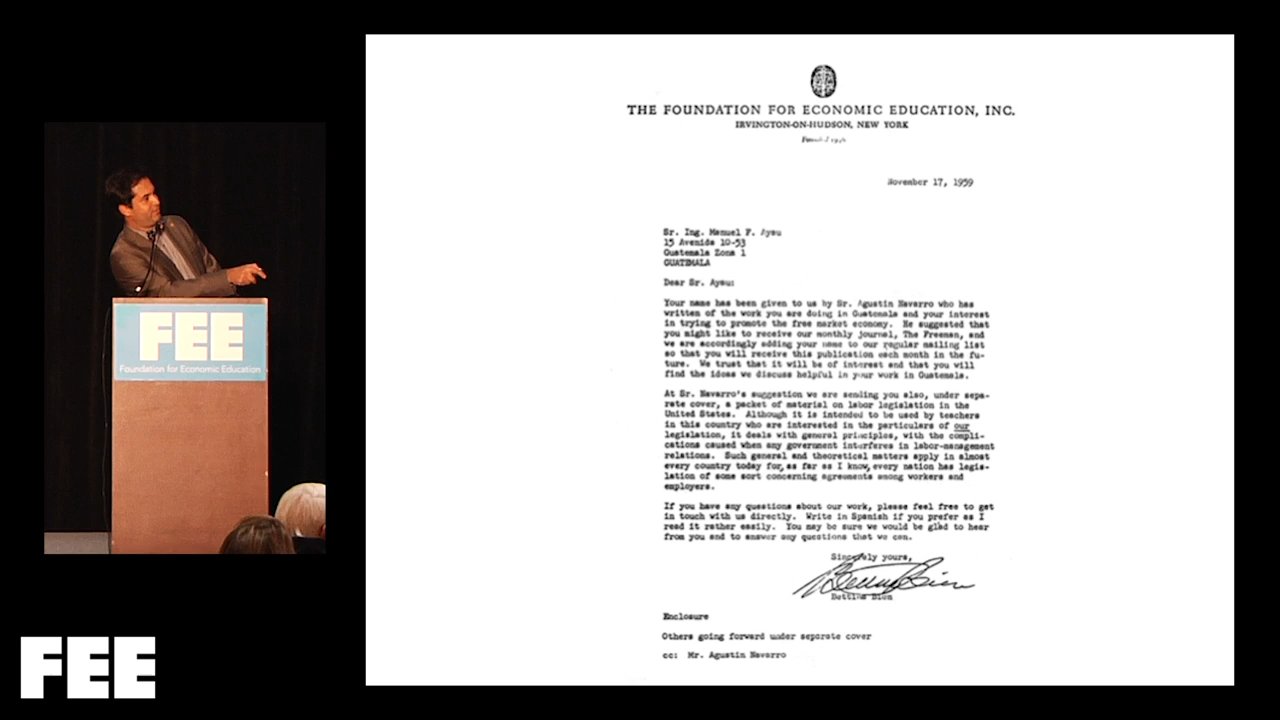 FEE
Foundation for Economic Education
FEE
THE FOUNDATION FOR ECONOMIC EDUCATION, INC.
IRVINGTON-ON-HUDSON, NEW YORK
Founded 1946
November 17, 1959
Sr. Ing. Manuel F. Ayau
15 Avenida 10-53
Guatemala Zona 1
GUATEMALA
Dear Sr. Ayau:
Your name has been given to us by Sr. Agustin Navarro who has
written of the work you are doing in Guatemala and your interest
in trying to promote the free market economy. He suggested that
you might like to receive our monthly journal, The Freeman, and
we are accordingly adding your name to our regular mailing list
so that you will receive this publication each month in the fu-
ture. We trust that it will be of interest and that you will
find the ideas we discuss helpful in your work in Guatemala.
At Sr. Navarro's suggestion we are sending you also, under sepa-
rate cover, a packet of material on labor legislation in the
United States. Although it is intended to be used by teachers
in this country who are interested in the particulars of our
legislation, it deals with general principles, with the compli-
cations caused when any government interferes in labor-management
relations. Such general and theoretical matters apply in almost
every country today for, as far as I know, every nation has legis-
lation of some sort concerning agreements among workers and
employers.
If you have any questions about our work, please feel free to get
in touch with us directly. Write in Spanish if you prefer as I
read it rather easily. You may be sure we would be glad to hear
from you and to answer any questions that we can.
Sincerely yours,
Bettina Bien
Bettina Bien
Enclosure
Others going forward under separate cover
cc: Mr. Agustin Navarro